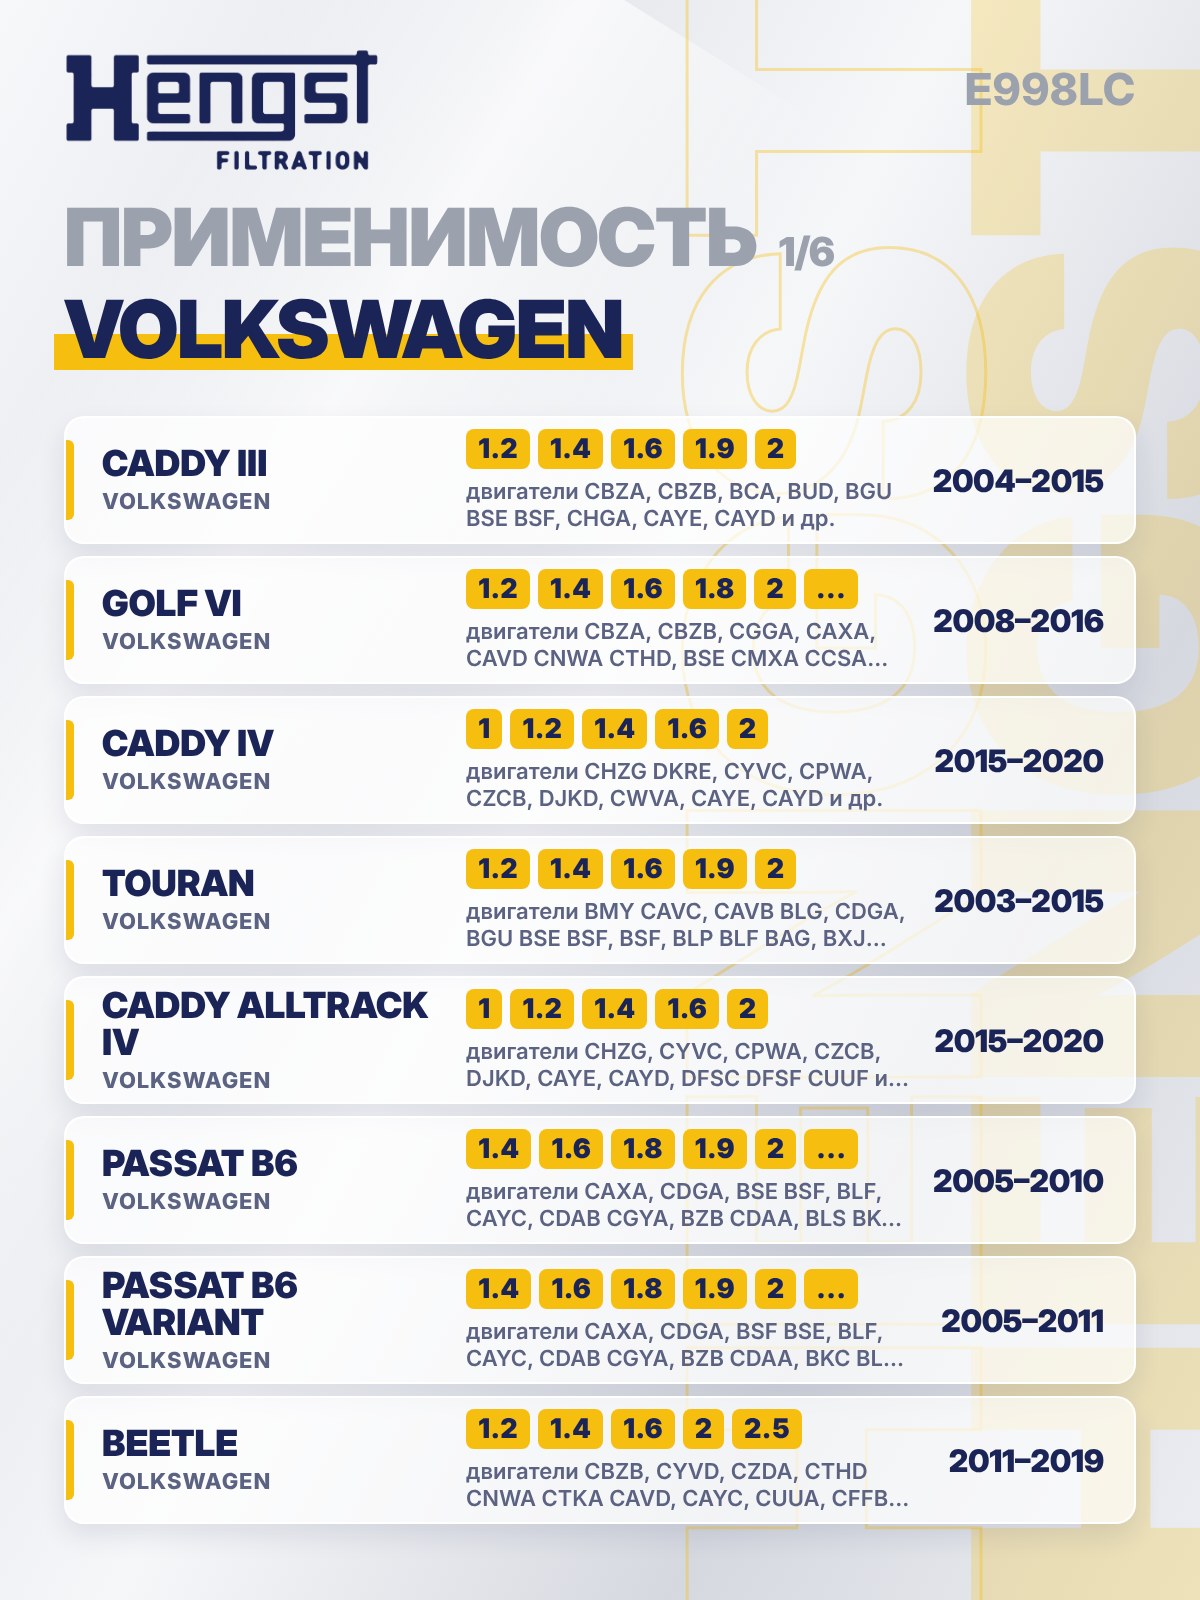 Hengst
FILTRATION
E998LC
ПРИМЕНИМОСТЬ 1/6
VOLKSWAGEN
CADDY III
VOLKSWAGEN
1.2 1.4 1.6 1.9 2
двигатели CBZA, CBZB, BCA, BUD, BGU
BSE BSF, CHGA, CAYE, CAYD и др.
2004–2015
GOLF VI
VOLKSWAGEN
1.2 1.4 1.6 1.8 2 ...
двигатели CBZA, CBZB, CGGA, CAXA,
CAVD CNWA CTHD, BSE CMXA CCSA...
2008–2016
CADDY IV
VOLKSWAGEN
1 1.2 1.4 1.6 2
двигатели CHZG DKRE, CYVC, CPWA,
CZCB, DJKD, CWVA, CAYE, CAYD и др.
2015–2020
TOURAN
VOLKSWAGEN
1.2 1.4 1.6 1.9 2
двигатели BMY CAVC, CAVB BLG, CDGA,
BGU BSE BSF, BSF, BLP BLF BAG, BXJ...
2003–2015
CADDY ALLTRACK
IV
VOLKSWAGEN
1 1.2 1.4 1.6 2
двигатели CHZG, CYVC, CPWA, CZCB,
DJKD, CAYE, CAYD, DFSC DFSF CUUF и...
2015–2020
PASSAT B6
VOLKSWAGEN
1.4 1.6 1.8 1.9 2 ...
двигатели CAXA, CDGA, BSE BSF, BLF,
CAYC, CDAB CGYA, BZB CDAA, BLS BK...
2005–2010
PASSAT B6
VARIANT
VOLKSWAGEN
1.4 1.6 1.8 1.9 2 ...
двигатели CAXA, CDGA, BSF BSE, BLF,
CAYC, CDAB CGYA, BZB CDAA, BKC BL...
2005–2011
BEETLE
VOLKSWAGEN
1.2 1.4 1.6 2 2.5
двигатели CBZB, CYVD, CZDA, CTHD
CNWA CTKA CAVD, CAYC, CUUA, CFFB...
2011–2019
HENGST
HENGST